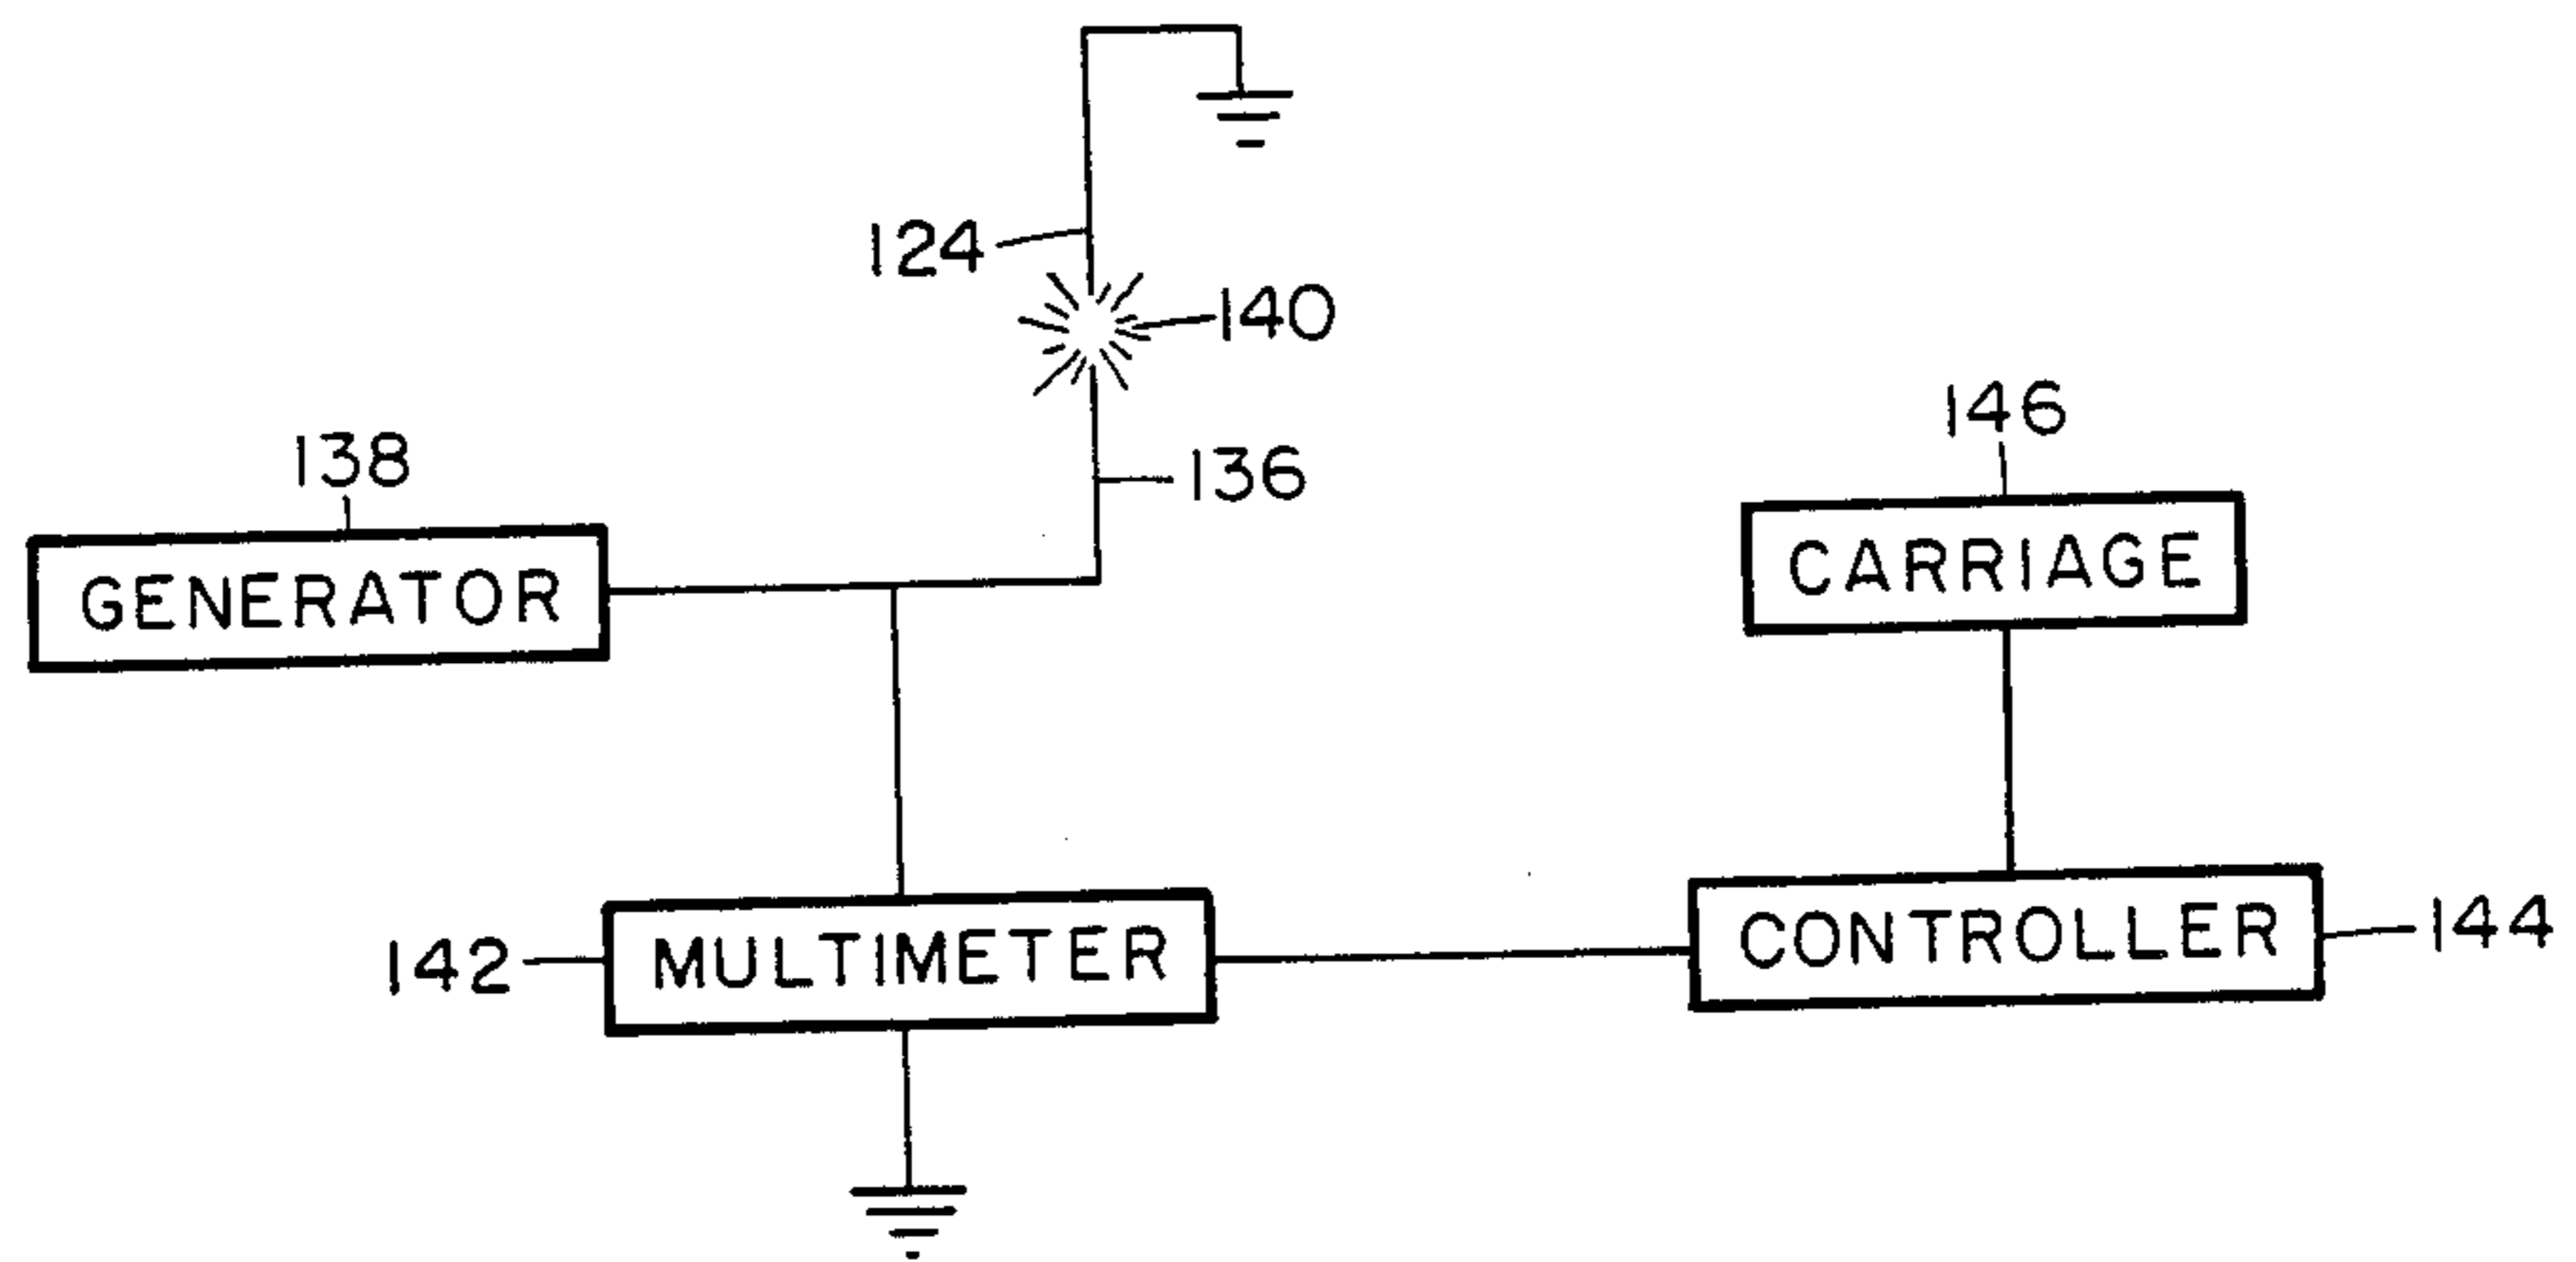 124
140
138
136
146
GENERATOR
CARRIAGE
142
MULTIMETER
CONTROLLER
144